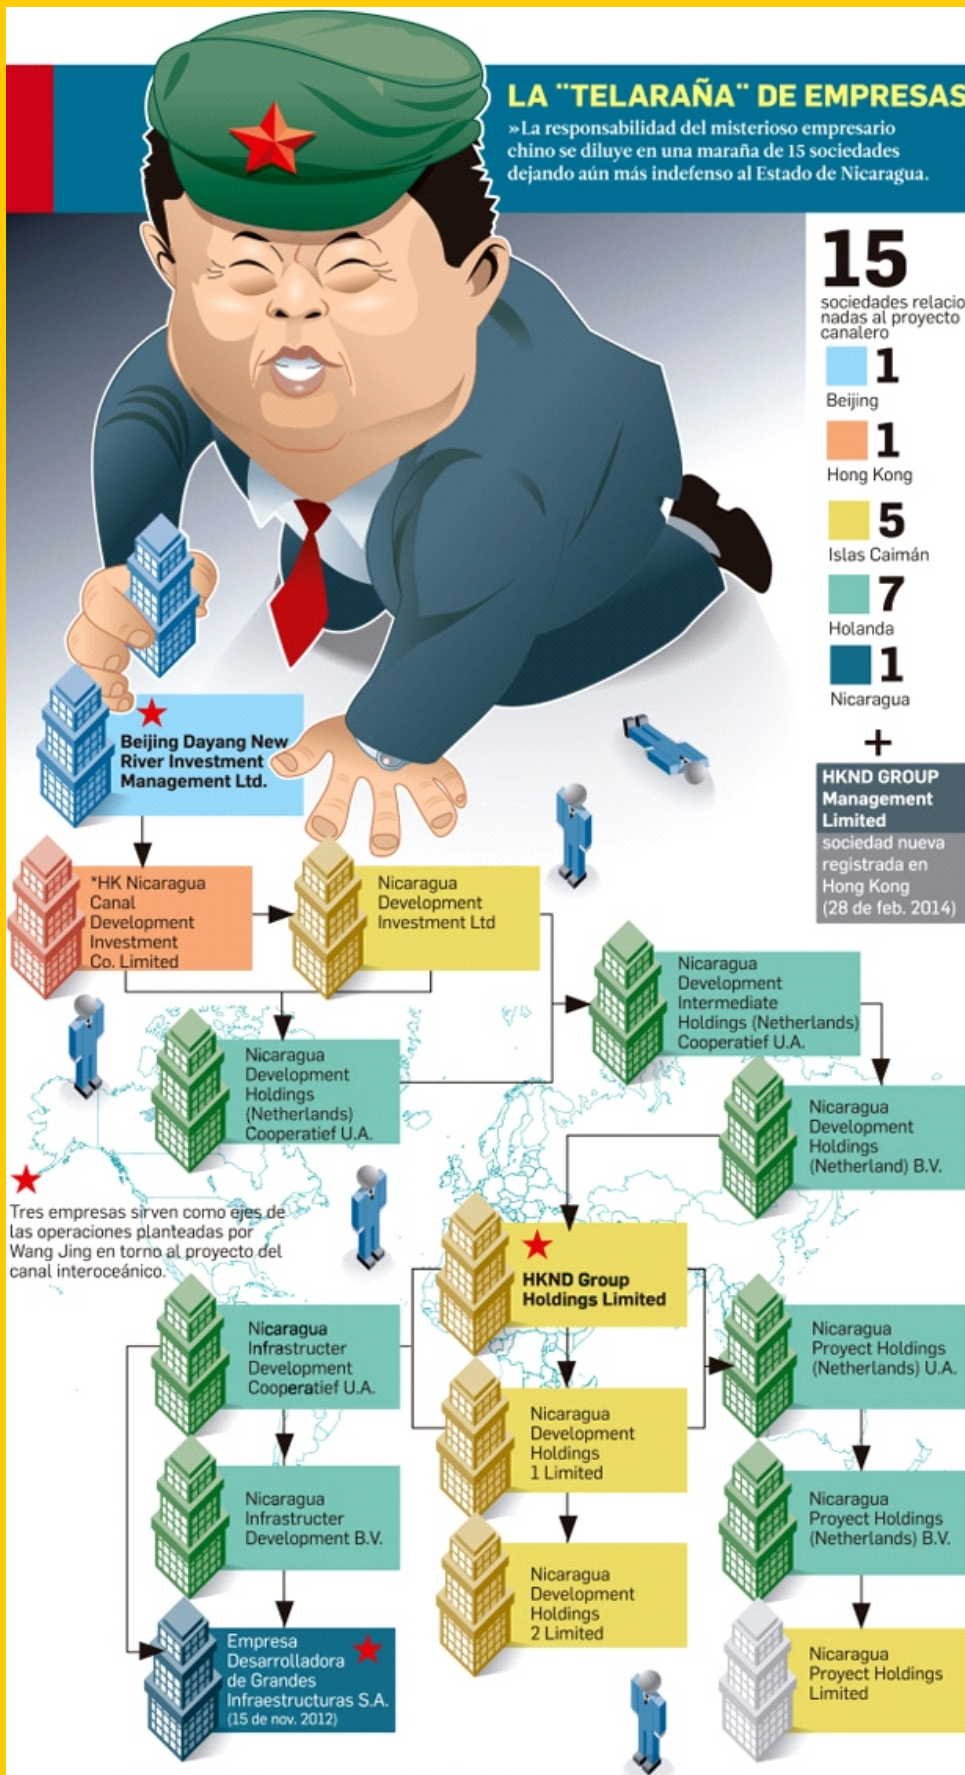 LA ¨TELARAÑA¨ DE EMPRESAS
»La responsabilidad del misterioso empresario
chino se diluye en una maraña de 15 sociedades
dejando aún más indefenso al Estado de Nicaragua.
15
sociedades relacio
nadas al proyecto
canalero
1
Beijing
1
Hong Kong
5
Islas Caimán
7
Holanda
1
Nicaragua
+
HKND GROUP
Management
Limited
sociedad nueva
registrada en
Hong Kong
(28 de feb. 2014)
Beijing Dayang New
River Investment
Management Ltd.
*HK Nicaragua
Canal
Development
Investment
Co. Limited
Nicaragua
Development
Investment Ltd
Nicaragua
Development
Intermediate
Holdings (Netherlands)
Cooperatief U.A.
Nicaragua
Development
Holdings
(Netherlands)
Cooperatief U.A.
Nicaragua
Development
Holdings
(Netherland) B.V.
Tres empresas sirven como ejes de
las operaciones planteadas por
Wang Jing en torno al proyecto del
canal interoceánico.
HKND Group
Holdings Limited
Nicaragua
Infrastructer
Development
Cooperatief U.A.
Nicaragua
Proyect Holdings
(Netherlands) U.A.
Nicaragua
Development
Holdings
1 Limited
Nicaragua
Infrastructer
Development B.V.
Nicaragua
Proyect Holdings
(Netherlands) B.V.
Nicaragua
Development
Holdings
2 Limited
Empresa
Desarrolladora
de Grandes
Infraestructuras S.A.
(15 de nov. 2012)
Nicaragua
Proyect Holdings
Limited